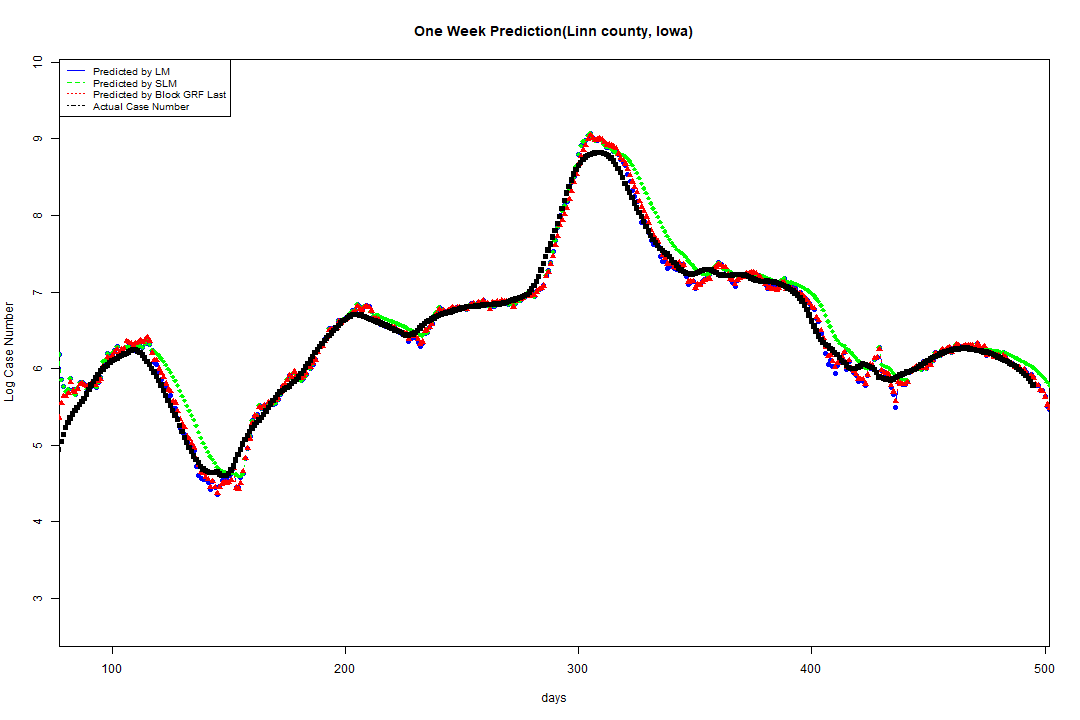 One Week Prediction(Linn county, Iowa)
Predicted by LM
Predicted by SLM
Predicted by Block GRF Last
Actual Case Number
10
9
8
7
6
5
4
3
Log Case Number
100 200 300 400 500
days